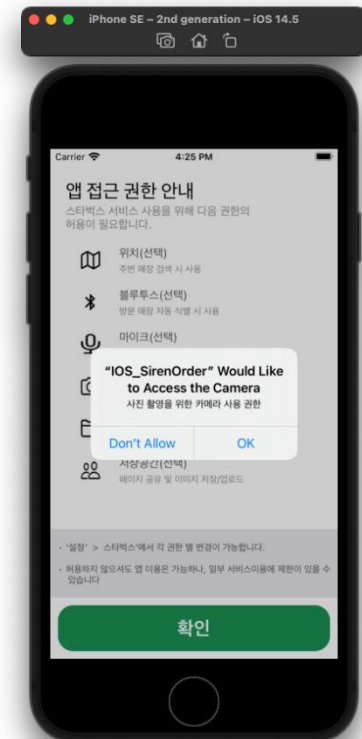 iPhone SE – 2nd generation – iOS 14.5
Carrier
4:25 PM
앱 접근 권한 안내
스타벅스 서비스 사용을 위해 다음 권한의
허용이 필요합니다.
위치(선택)
주변 매장 검색 시 사용
블루투스(선택)
방문 매장 자동 식별 시 사용
마이크(선택)
"IOS_SirenOrder" Would Like
to Access the Camera
사진 촬영을 위한 카메라 사용 권한
Don't Allow
OK
저장공간(선택)
페이지 공유 및 이미지 저장/업로드
· '설정' > 스타벅스'에서 각 권한 별 변경이 가능합니다.
· 허용하지 않으셔도 앱 이용은 가능하나, 일부 서비스이용에 제한이 있을 수
있습니다
확인